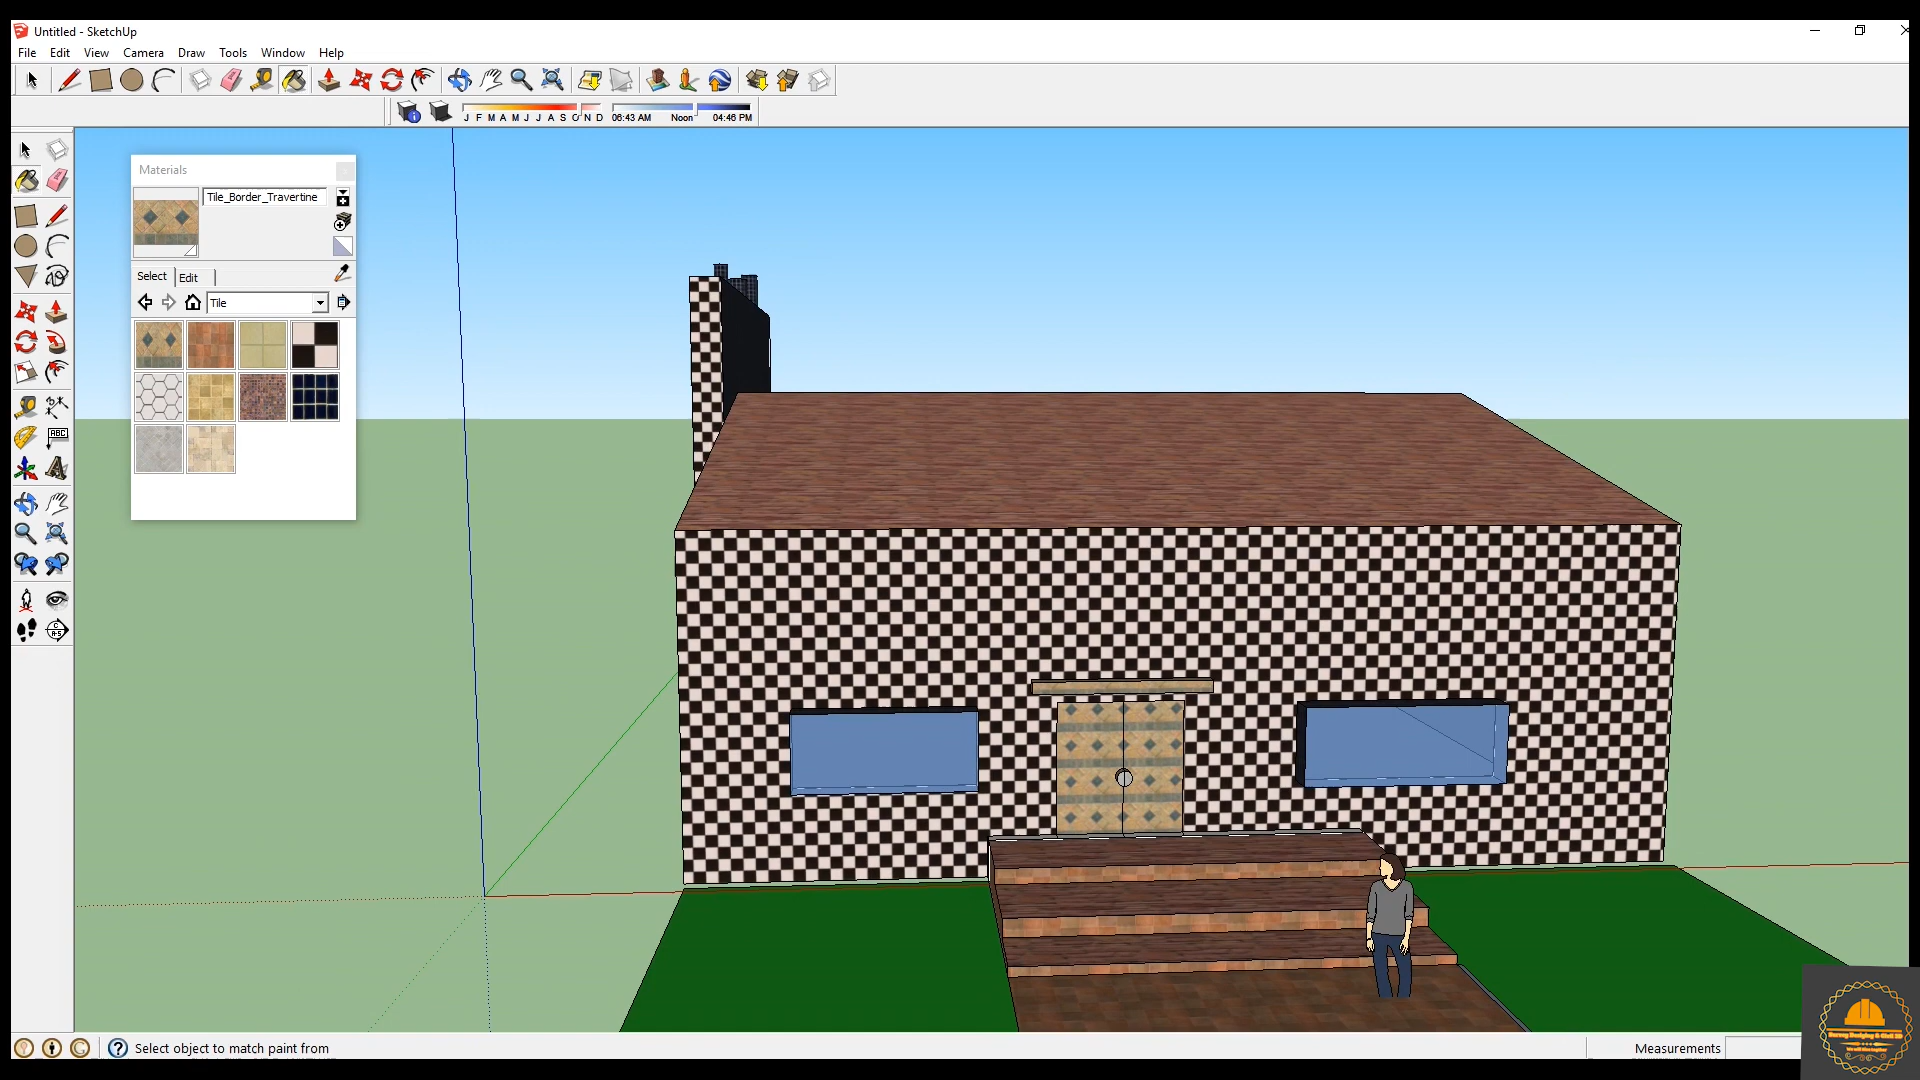 Untitled - SketchUp
File Edit View Camera Draw Tools Window Help
J F M A M J J A S O N D 06:43 AM Noon 04:46 PM
Materials
Tile_Border_Travertine
Select Edit
Tile
ABC
Select object to match paint from
Measurements